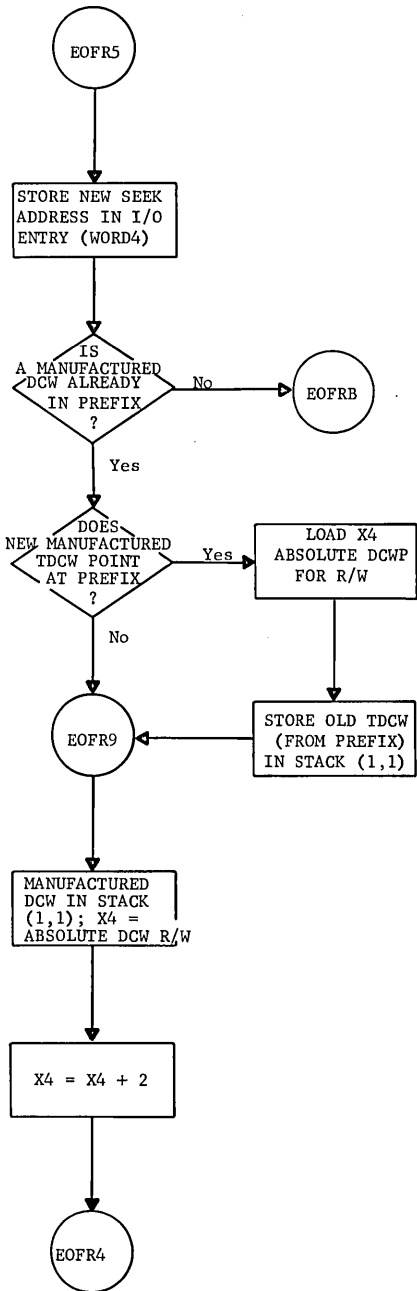 EOFR5
STORE NEW SEEK
ADDRESS IN I/O
ENTRY (WORD4)
IS
A MANUFACTURED
DCW ALREADY
IN PREFIX
?
No
EOFRB
Yes
DOES
NEW MANUFACTURED
TDCW POINT
AT PREFIX
?
Yes
LOAD X4
ABSOLUTE DCWP
FOR R/W
No
STORE OLD TDCW
(FROM PREFIX)
IN STACK (1,1)
EOFR9
MANUFACTURED
DCW IN STACK
(1,1); X4 =
ABSOLUTE DCW R/W
X4 = X4 + 2
EOFR4